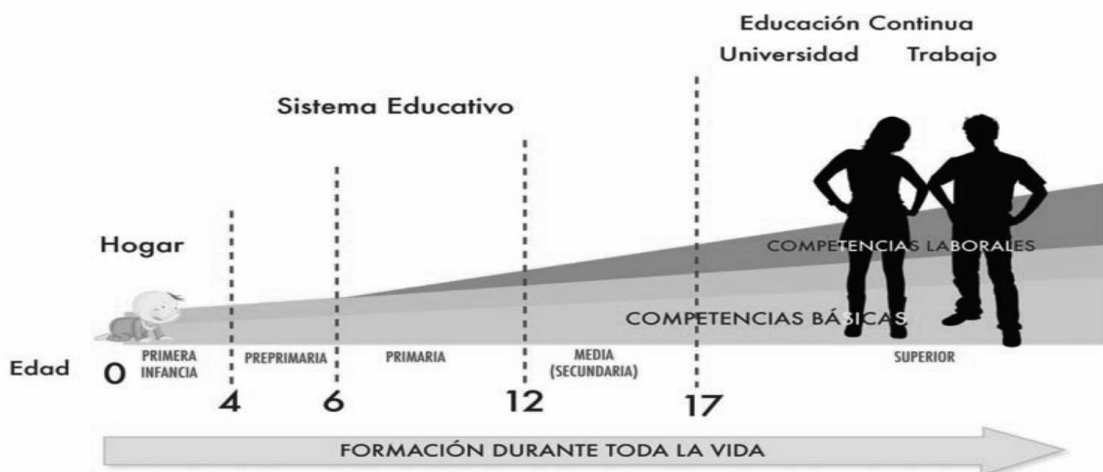 Educación Continua
Universidad Trabajo
Sistema Educativo
Hogar
COMPETENCIAS LABORALES
COMPETENCIAS BÁSICAS
Edad 0 PRIMERA INFANCIA PREPRIMARIA PRIMARIA MEDIA (SECUNDARIA) SUPERIOR
4 6 12 17
FORMACIÓN DURANTE TODA LA VIDA